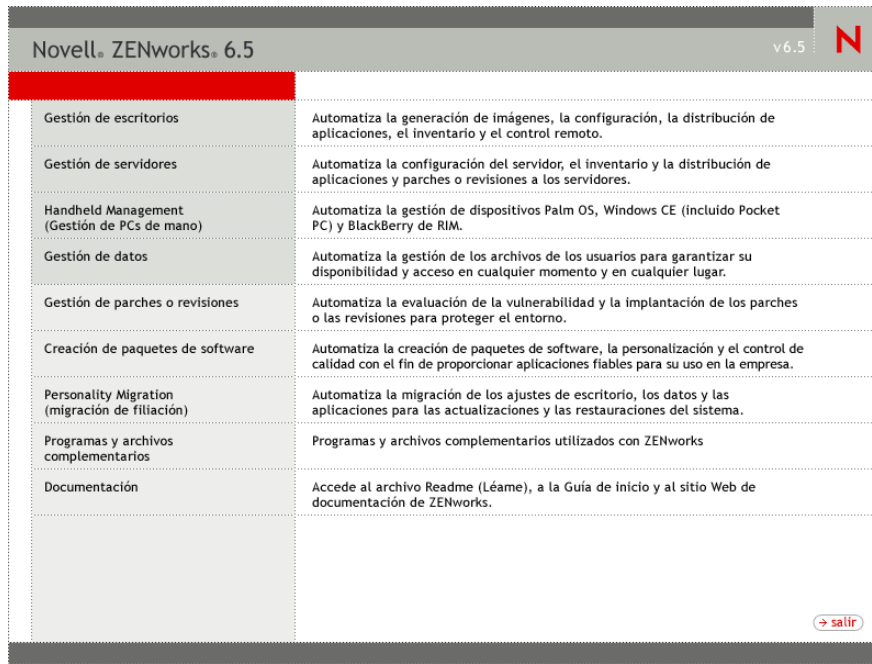 Novell® ZENworks® 6.5
v6.5
N
Gestión de escritorios
Automatiza la generación de imágenes, la configuración, la distribución de
aplicaciones, el inventario y el control remoto.
Gestión de servidores
Automatiza la configuración del servidor, el inventario y la distribución de
aplicaciones y parches o revisiones a los servidores.
Handheld Management
(Gestión de PCs de mano)
Automatiza la gestión de dispositivos Palm OS, Windows CE (incluido Pocket
PC) y BlackBerry de RIM.
Gestión de datos
Automatiza la gestión de los archivos de los usuarios para garantizar su
disponibilidad y acceso en cualquier momento y en cualquier lugar.
Gestión de parches o revisiones
Automatiza la evaluación de la vulnerabilidad y la implantación de los parches
o las revisiones para proteger el entorno.
Creación de paquetes de software
Automatiza la creación de paquetes de software, la personalización y el control de
calidad con el fin de proporcionar aplicaciones fiables para su uso en la empresa.
Personality Migration
(migración de filiación)
Automatiza la migración de los ajustes de escritorio, los datos y las
aplicaciones para las actualizaciones y las restauraciones del sistema.
Programas y archivos
complementarios
Programas y archivos complementarios utilizados con ZENworks
Documentación
Accede al archivo Readme (Léame), a la Guía de inicio y al sitio Web de
documentación de ZENworks.
→ salir